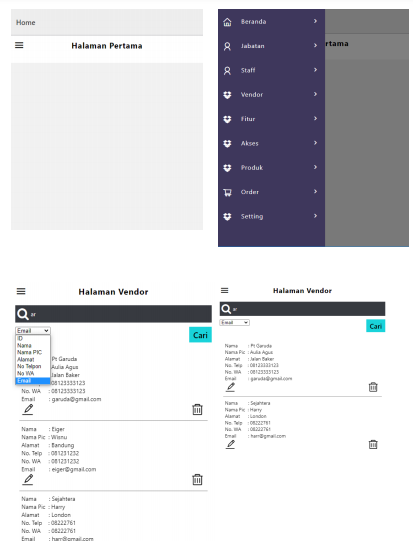 Home
Halaman Pertama
Beranda
Jabatan
Staff
Vendor
Fitur
Akses
Produk
Order
Setting
rtama
Halaman Vendor
ar
Email
Cari
ID
Nama
Nama PIC
Alamat
No Telpon
No WA
Email
Pt Garuda
Aulia Agus
Jalan Baker
: 08123333123
No. WA : 08123333123
Email : garuda@gmail.com
Nama : Eiger
Nama Pic : Wisnu
Alamat : Bandung
No. Telp : 081231232
No. WA : 081231232
Email : eiger@gmail.com
Nama : Sejahtera
Nama Pic : Harry
Alamat : London
No. Telp : 08222761
No. WA : 08222761
Email : harr@gmail.com
Halaman Vendor
ar
Email
Cari
Nama : Pt Garuda
Nama Pic : Aulia Agus
Alamat : Jalan Baker
No. Telp : 08123333123
No. WA : 08123333123
Email : garuda@gmail.com
Nama : Sejahtera
Nama Pic : Harry
Alamat : London
No. Telp : 08222761
No. WA : 08222761
Email : harr@gmail.com